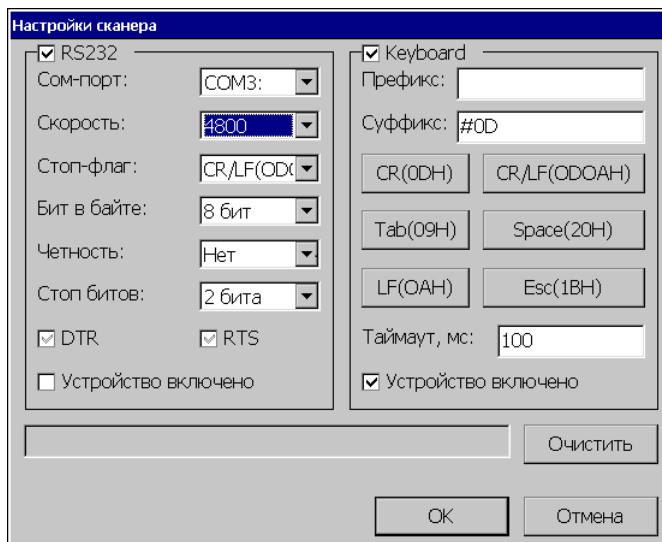 Настройки сканера
RS232
Сом-порт: COM3:
Скорость: 4800
Стоп-флаг: CR/LF(OD(
Бит в байте: 8 бит
Четность: Нет
Стоп битов: 2 бита
DTR RTS
Устройство включено
Keyboard
Префикс:
Суффикс: #0D
CR(0DH) CR/LF(ODOAH)
Tab(09H) Space(20H)
LF(OAH) Esc(1BH)
Таймаут, мс: 100
Устройство включено
Очистить
OK Отмена